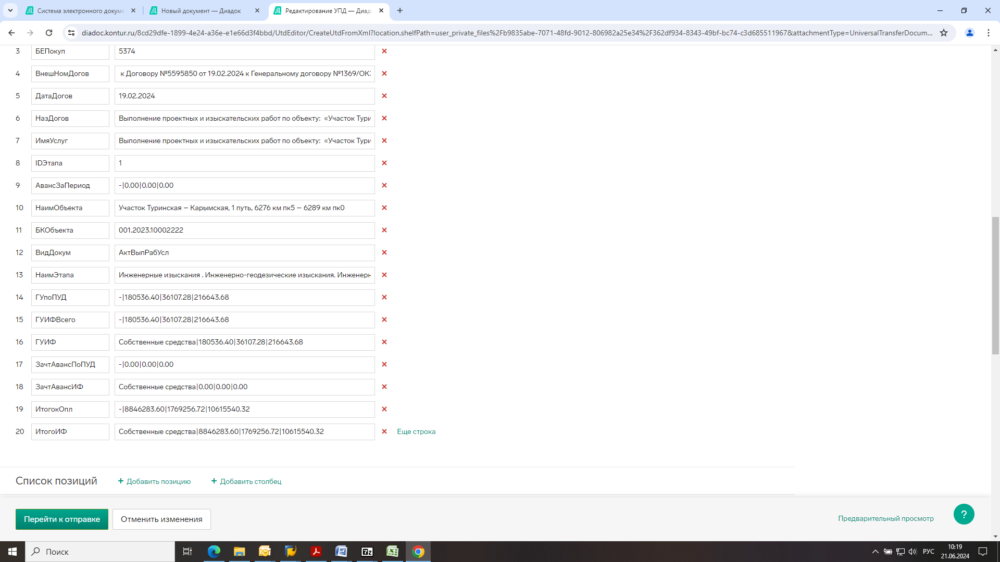 Система электронного докуме
Новый документ — Диадок
Редактирование УПД — Диадо
diadoc.kontur.ru/8cd29dfe-1899-4e24-a36e-e1e66d3f4bbd/UtdEditor/CreateUtdFromXml?location.shelfPath=user_private_files%2Fb9835abe-7071-48fd-9012-806982a25e34%2F362df934-8343-49bf-bc74-c3d685511967&attachmentType=UniversalTransferDocum...
3 БЕПокуп 5374
4 ВнешНомДогов к Договору №5595850 от 19.02.2024 к Генеральному договору №1369/ОКЭ
5 ДатаДогов 19.02.2024
6 НазДогов Выполнение проектных и изыскательских работ по объекту: «Участок Тури
7 ИмяУслуг Выполнение проектных и изыскательских работ по объекту: «Участок Тури
8 IDЭтапа 1
9 АвансЗаПериод -|0.00|0.00|0.00
10 НаимОбъекта Участок Туринская – Карымская, 1 путь, 6276 км пк5 – 6289 км пк0
11 БКОбъекта 001.2023.10002222
12 ВидДокум АктВыпРабУсл
13 НаимЭтапа Инженерные изыскания . Инженерно-геодезические изыскания. Инженерн
14 ГУпоПУД -|180536.40|36107.28|216643.68
15 ГУИФВсего -|180536.40|36107.28|216643.68
16 ГУИФ Собственные средства|180536.40|36107.28|216643.68
17 ЗачтАвансПоПУД -|0.00|0.00|0.00
18 ЗачтАвансИФ Собственные средства|0.00|0.00|0.00
19 ИтогокОпл -|8846283.60|1769256.72|10615540.32
20 ИтогоИФ Собственные средства|8846283.60|1769256.72|10615540.32 Еще строка
Список позиций + Добавить позицию + Добавить столбец
Перейти к отправке Отменить изменения Предварительный просмотр ?
Поиск
7z
РУС
10:19
21.06.2024